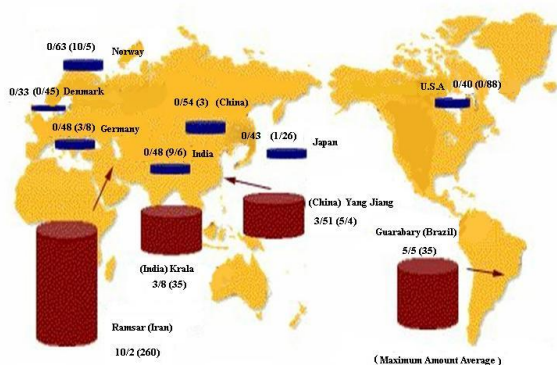 0/63 (10/5) Norway
0/33 (0/45) Denmark
0/54 (3) (China)
0/48 (3/8) Germany
0/48 (9/6) India
0/43 (1/26) Japan
U.S.A 0/40 (0/88)
(China) Yang Jiang
3/51 (5/4)
(India) Krala
3/8 (35)
Guarabary (Brazil)
5/5 (35)
Ramsar (Iran)
10/2 (260)
(Maximum Amount Average )